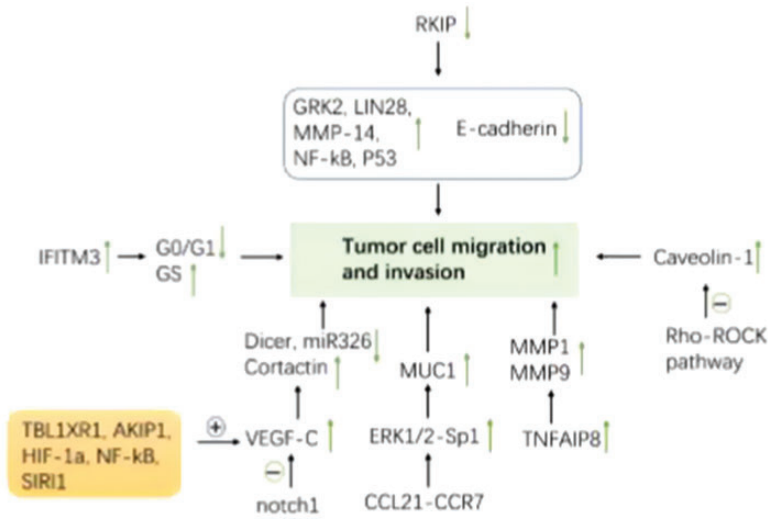 RKIP
GRK2, LIN28,
MMP-14,
NF-kB, P53
E-cadherin
IFITM3
G0/G1
GS
Tumor cell migration
and invasion
Caveolin-1
Rho-ROCK
pathway
Dicer, miR326
Cortactin
MUC1
MMP1
MMP9
TBL1XR1, AKIP1,
HIF-1a, NF-kB,
SIRI1
+
VEGF-C
ERK1/2-Sp1
TNFAIP8
notch1
CCL21-CCR7